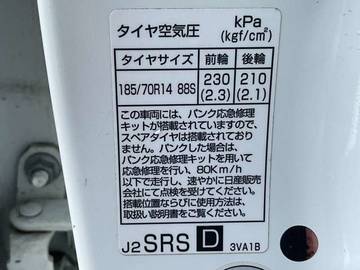 タイヤ空気圧 kPa (kgf/cm²)
タイヤサイズ 前輪 後輪
185/70R14 88S 230 (2.3) 210 (2.1)
この車両には、パンク応急修理
キットが搭載されていますので、
スペアタイヤは搭載されており
ません。パンクした場合は、
パンク応急修理キットを用いて
応急修理を行い、80Km/h
以下で走行し、速やかに日産販売
会社にて点検を受けてください。
搭載位置ならびに使用方法は、
取扱い説明書をご覧ください。
J2 SRS D 3VA1B